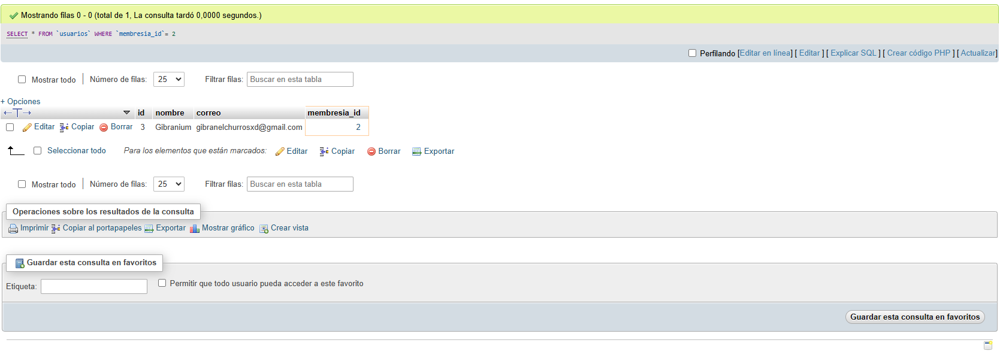 Mostrando filas 0 - 0 (total de 1, La consulta tardó 0,0000 segundos.)
SELECT * FROM `usuarios` WHERE `membresia_id`= 2
Perfilando [Editar en línea] [ Editar ] [ Explicar SQL ] [ Crear código PHP ] [ Actualizar]
Mostrar todo Número de filas: 25 Filtrar filas: Buscar en esta tabla
+ Opciones
id nombre correo membresia_id
Editar Copiar Borrar 3 Gibranium gibranelchurrosxd@gmail.com 2
Seleccionar todo Para los elementos que están marcados: Editar Copiar Borrar Exportar
Mostrar todo Número de filas: 25 Filtrar filas: Buscar en esta tabla
Operaciones sobre los resultados de la consulta
Imprimir Copiar al portapapeles Exportar Mostrar gráfico Crear vista
Guardar esta consulta en favoritos
Etiqueta: Permitir que todo usuario pueda acceder a este favorito
Guardar esta consulta en favoritos